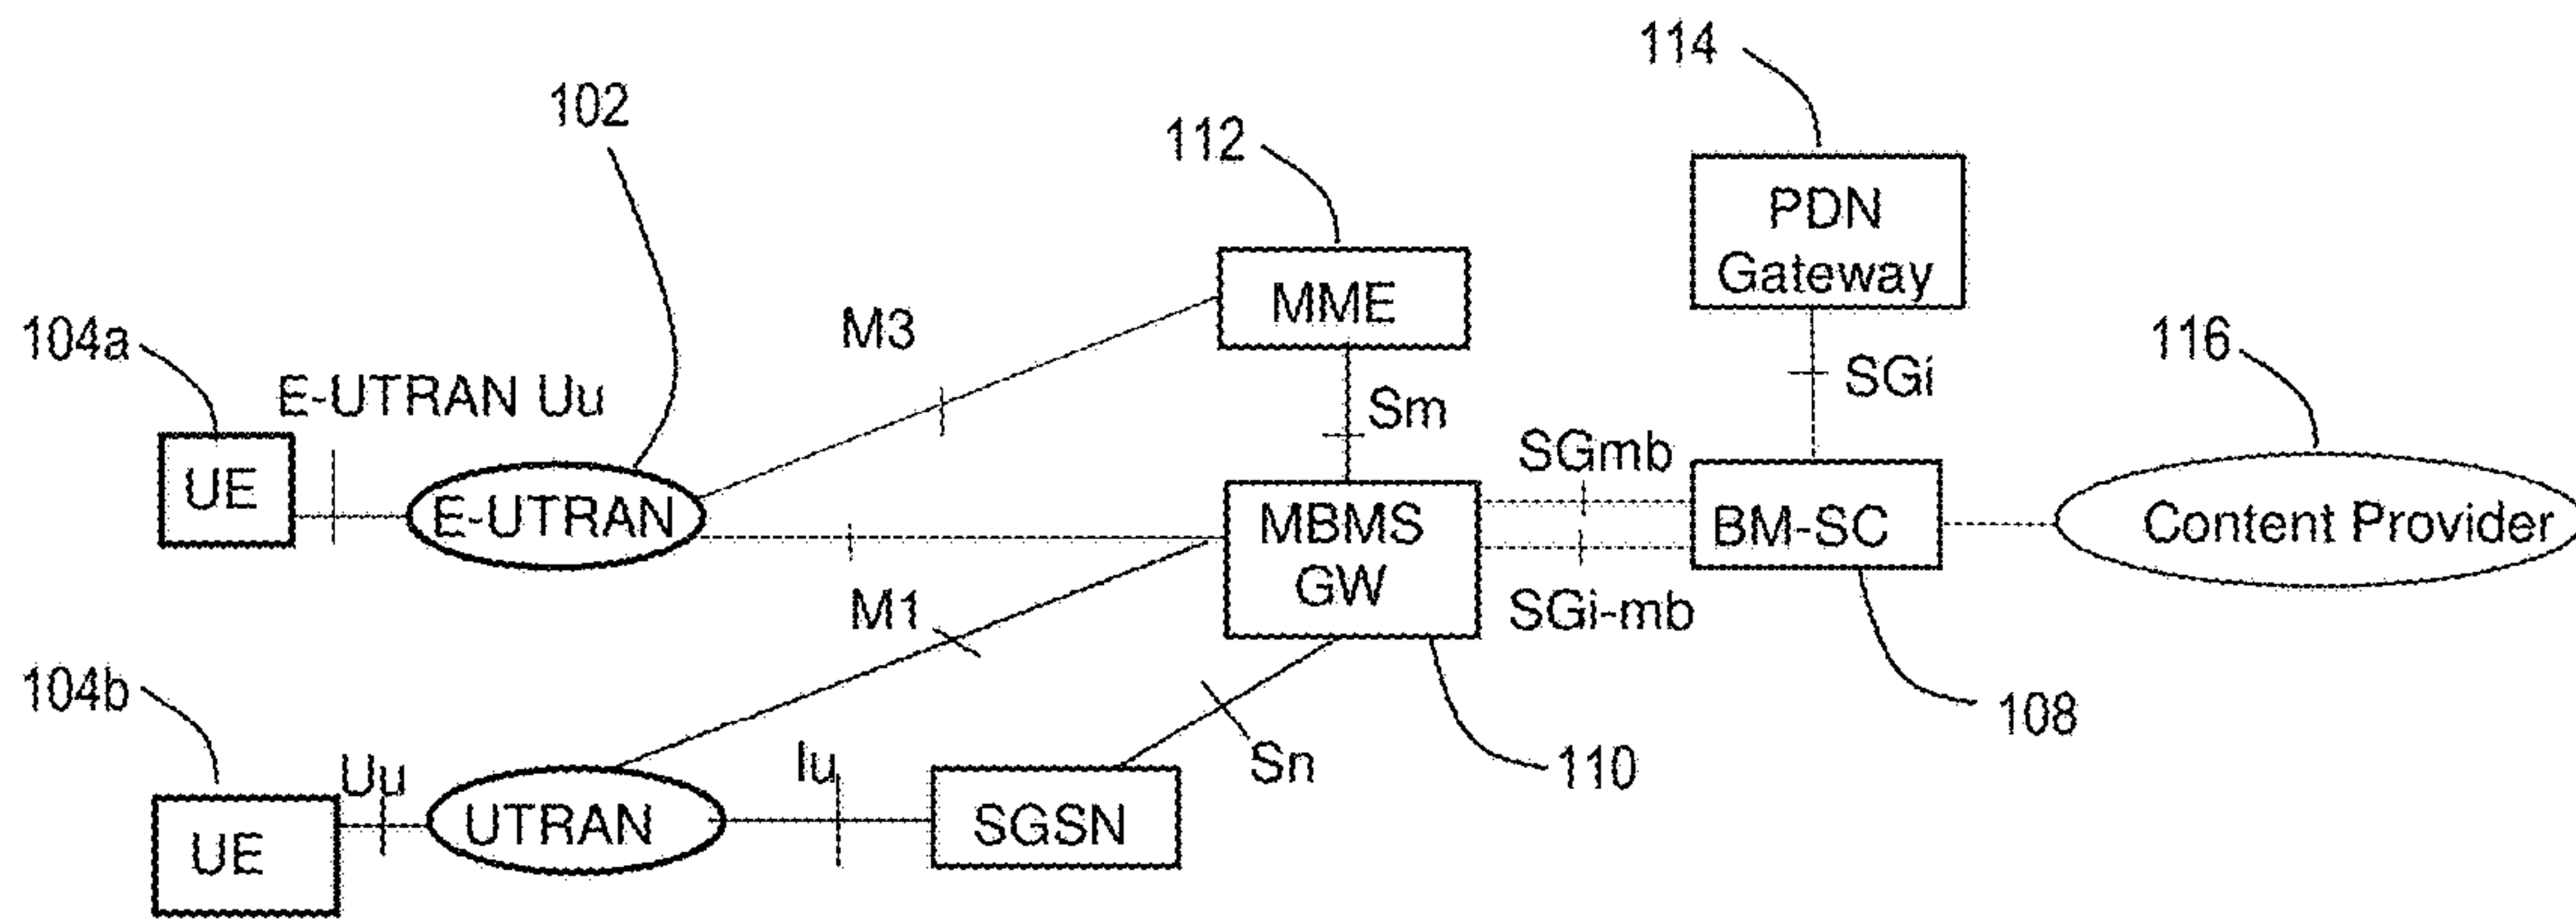 114
102
112
PDN
Gateway
104a
M3
MME
116
E-UTRAN Uu
SGi
Sm
UE
E-UTRAN
SGmb
MBMS
GW
BM-SC
Content Provider
M1
SGi-mb
104b
108
Uu
Iu
Sn
110
UE
UTRAN
SGSN